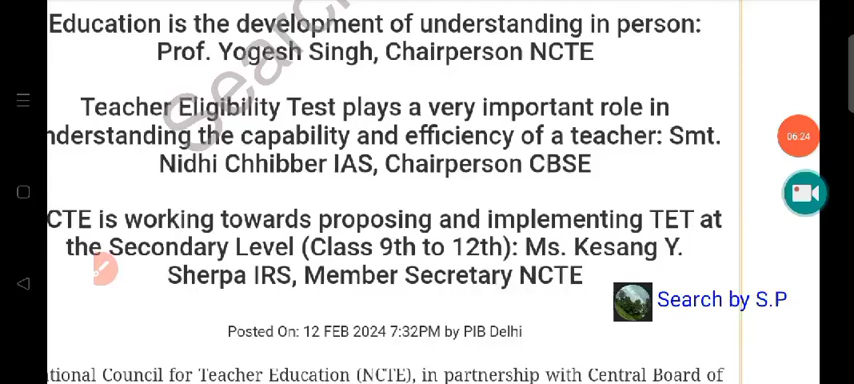 Education is the development of understanding in person:
Prof. Yogesh Singh, Chairperson NCTE
Teacher Eligibility Test plays a very important role in
nderstanding the capability and efficiency of a teacher: Smt.
Nidhi Chhibber IAS, Chairperson CBSE
CTE is working towards proposing and implementing TET at
the Secondary Level (Class 9th to 12th): Ms. Kesang Y.
Sherpa IRS, Member Secretary NCTE
Posted On: 12 FEB 2024 7:32PM by PIB Delhi
tional Council for Teacher Education (NCTE), in partnership with Central Board of
Search
06:24
Search by S.P